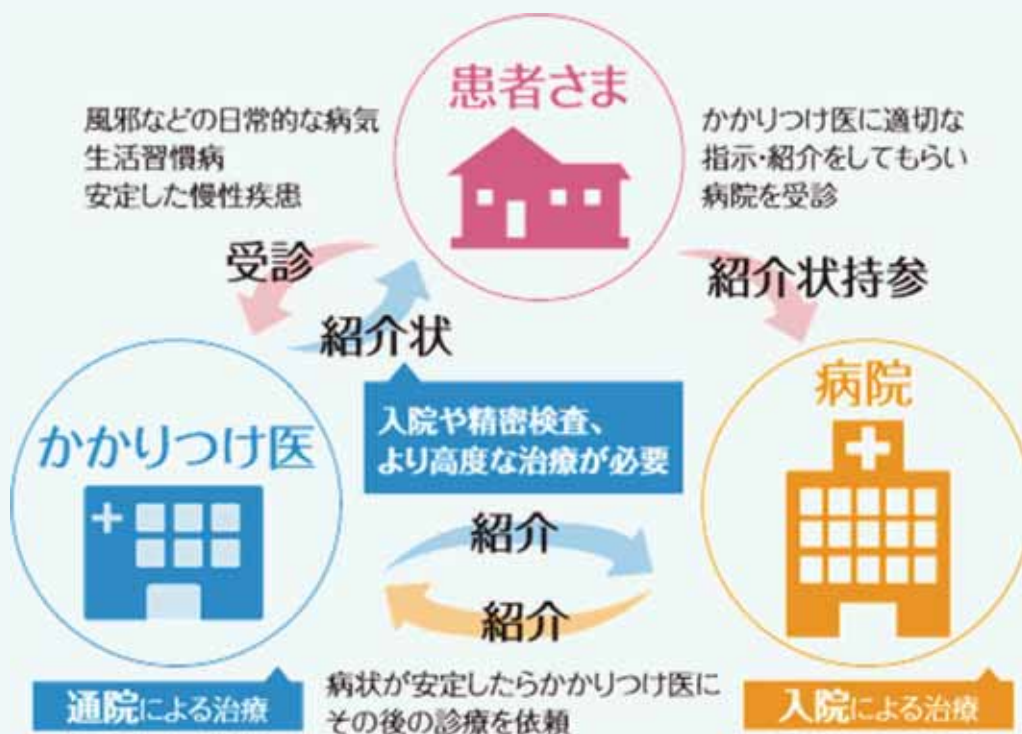 患者さま
風邪などの日常的な病気
生活習慣病
安定した慢性疾患
かかりつけ医に適切な
指示・紹介をしてもらい
病院を受診
受診
紹介状
紹介状持参
入院や精密検査、
より高度な治療が必要
かかりつけ医
病院
紹介
紹介
通院による治療
病状が安定したらかかりつけ医に
その後の診療を依頼
入院による治療